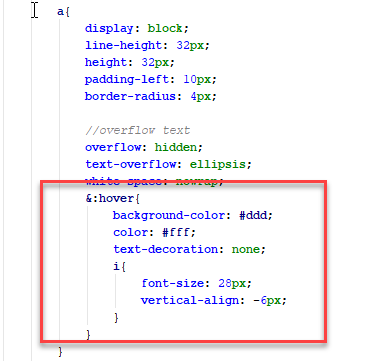 a{
display: block;
line-height: 32px;
height: 32px;
padding-left: 10px;
border-radius: 4px;
//overflow text
overflow: hidden;
text-overflow: ellipsis;
white-space: nowrap;
&:hover{
background-color: #ddd;
color: #fff;
text-decoration: none;
i{
font-size: 28px;
vertical-align: -6px;
}
}
}